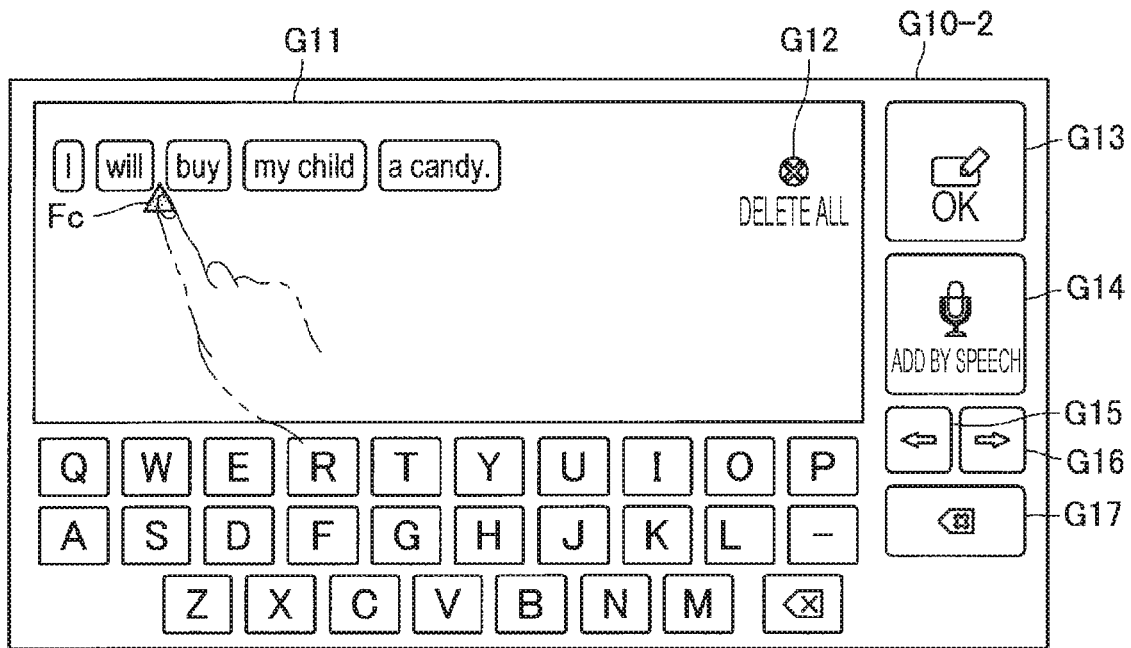 G10-2
G11
G12
G13
I will buy my child a candy.
Fc
DELETE ALL
OK
G14
ADD BY SPEECH
G15
G16
G17
Q W E R T Y U I O P
A S D F G H J K L –
Z X C V B N M